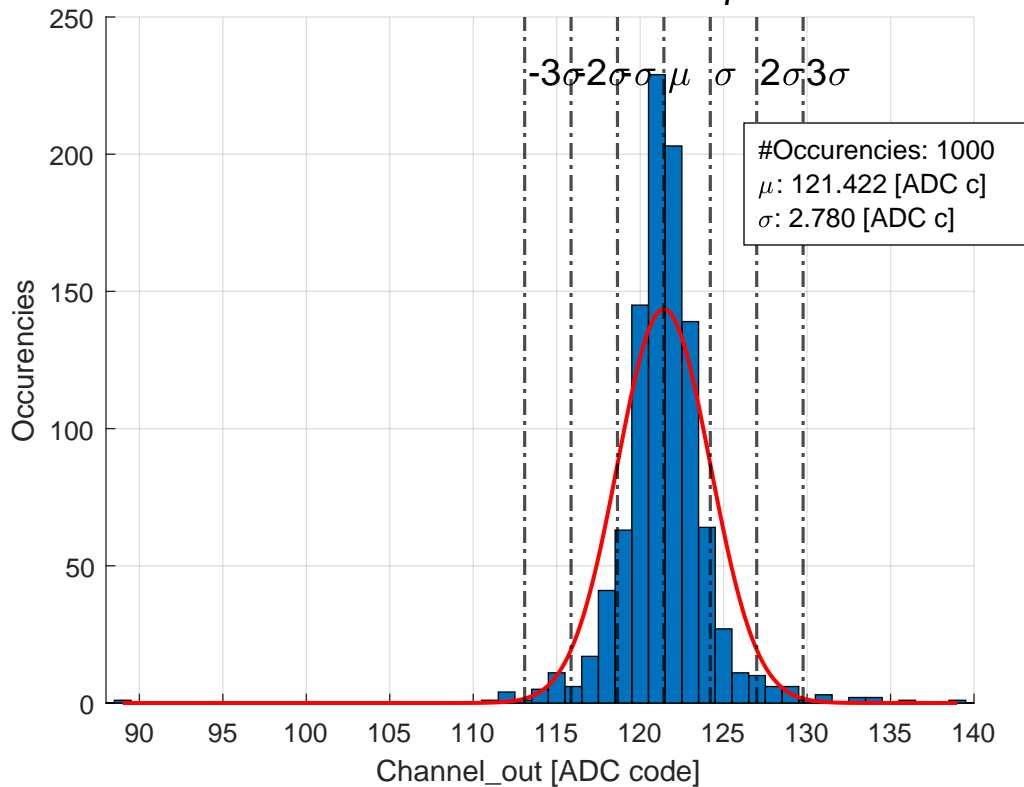 250
-3σ
-2σ
-σ
μ
σ
2σ
3σ
#Occurencies: 1000
μ: 121.422 [ADC c]
σ: 2.780 [ADC c]
200
150
100
50
0
Occurencies
90 95 100 105 110 115 120 125 130 135 140
Channel_out [ADC code]